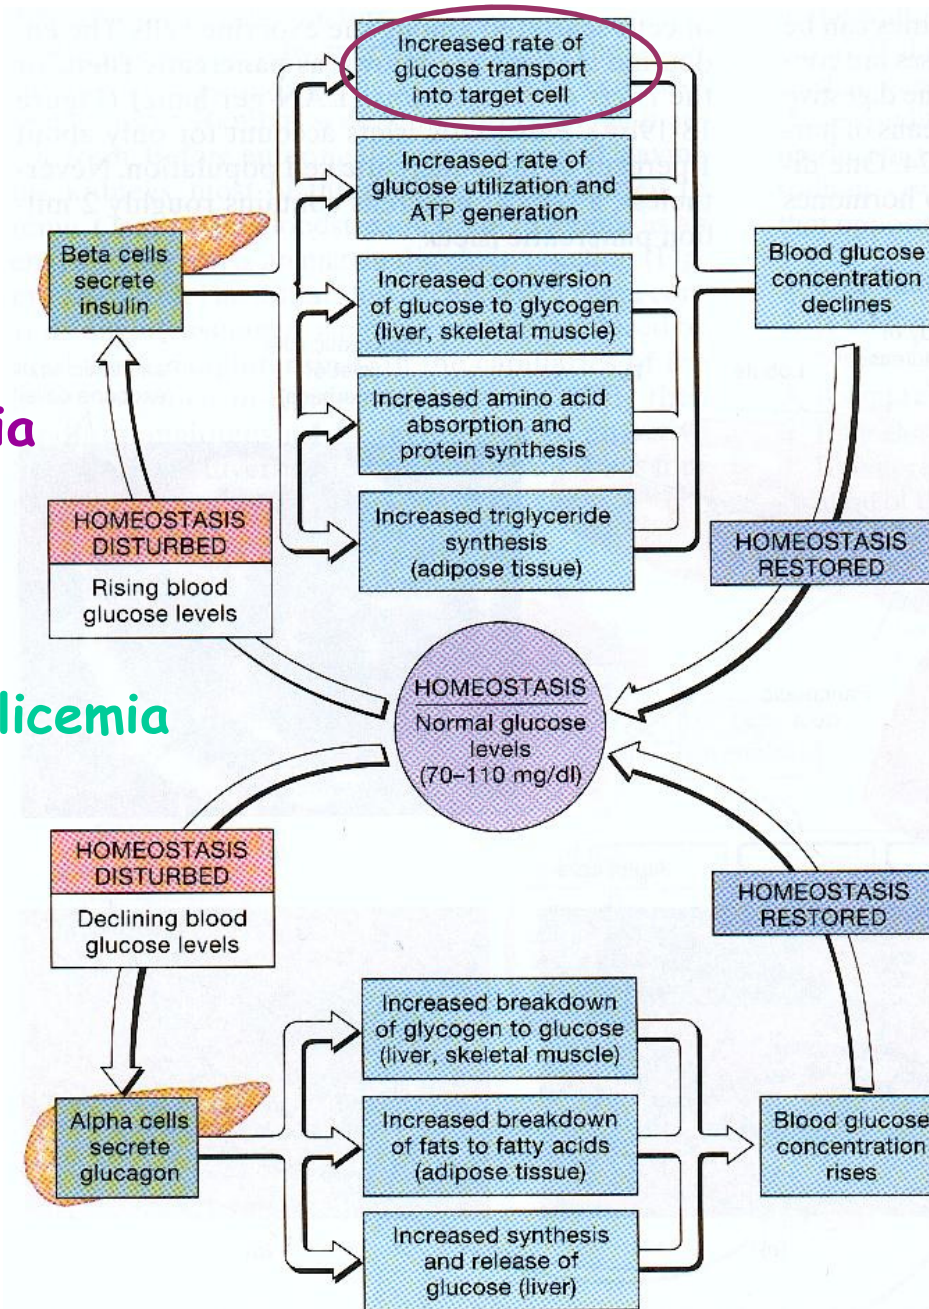 Increased rate of
glucose transport
into target cell
Increased rate of
glucose utilization and
ATP generation
Beta cells
secrete
insulin
Increased conversion
of glucose to glycogen
(liver, skeletal muscle)
Blood glucose
concentration
declines
Increased amino acid
absorption and
protein synthesis
ia
Increased triglyceride
synthesis
(adipose tissue)
HOMEOSTASIS
DISTURBED
Rising blood
glucose levels
HOMEOSTASIS
RESTORED
licemia
HOMEOSTASIS
Normal glucose
levels
(70–110 mg/dl)
HOMEOSTASIS
DISTURBED
Declining blood
glucose levels
HOMEOSTASIS
RESTORED
Increased breakdown
of glycogen to glucose
(liver, skeletal muscle)
Alpha cells
secrete
glucagon
Increased breakdown
of fats to fatty acids
(adipose tissue)
Blood glucose
concentration
rises
Increased synthesis
and release of
glucose (liver)